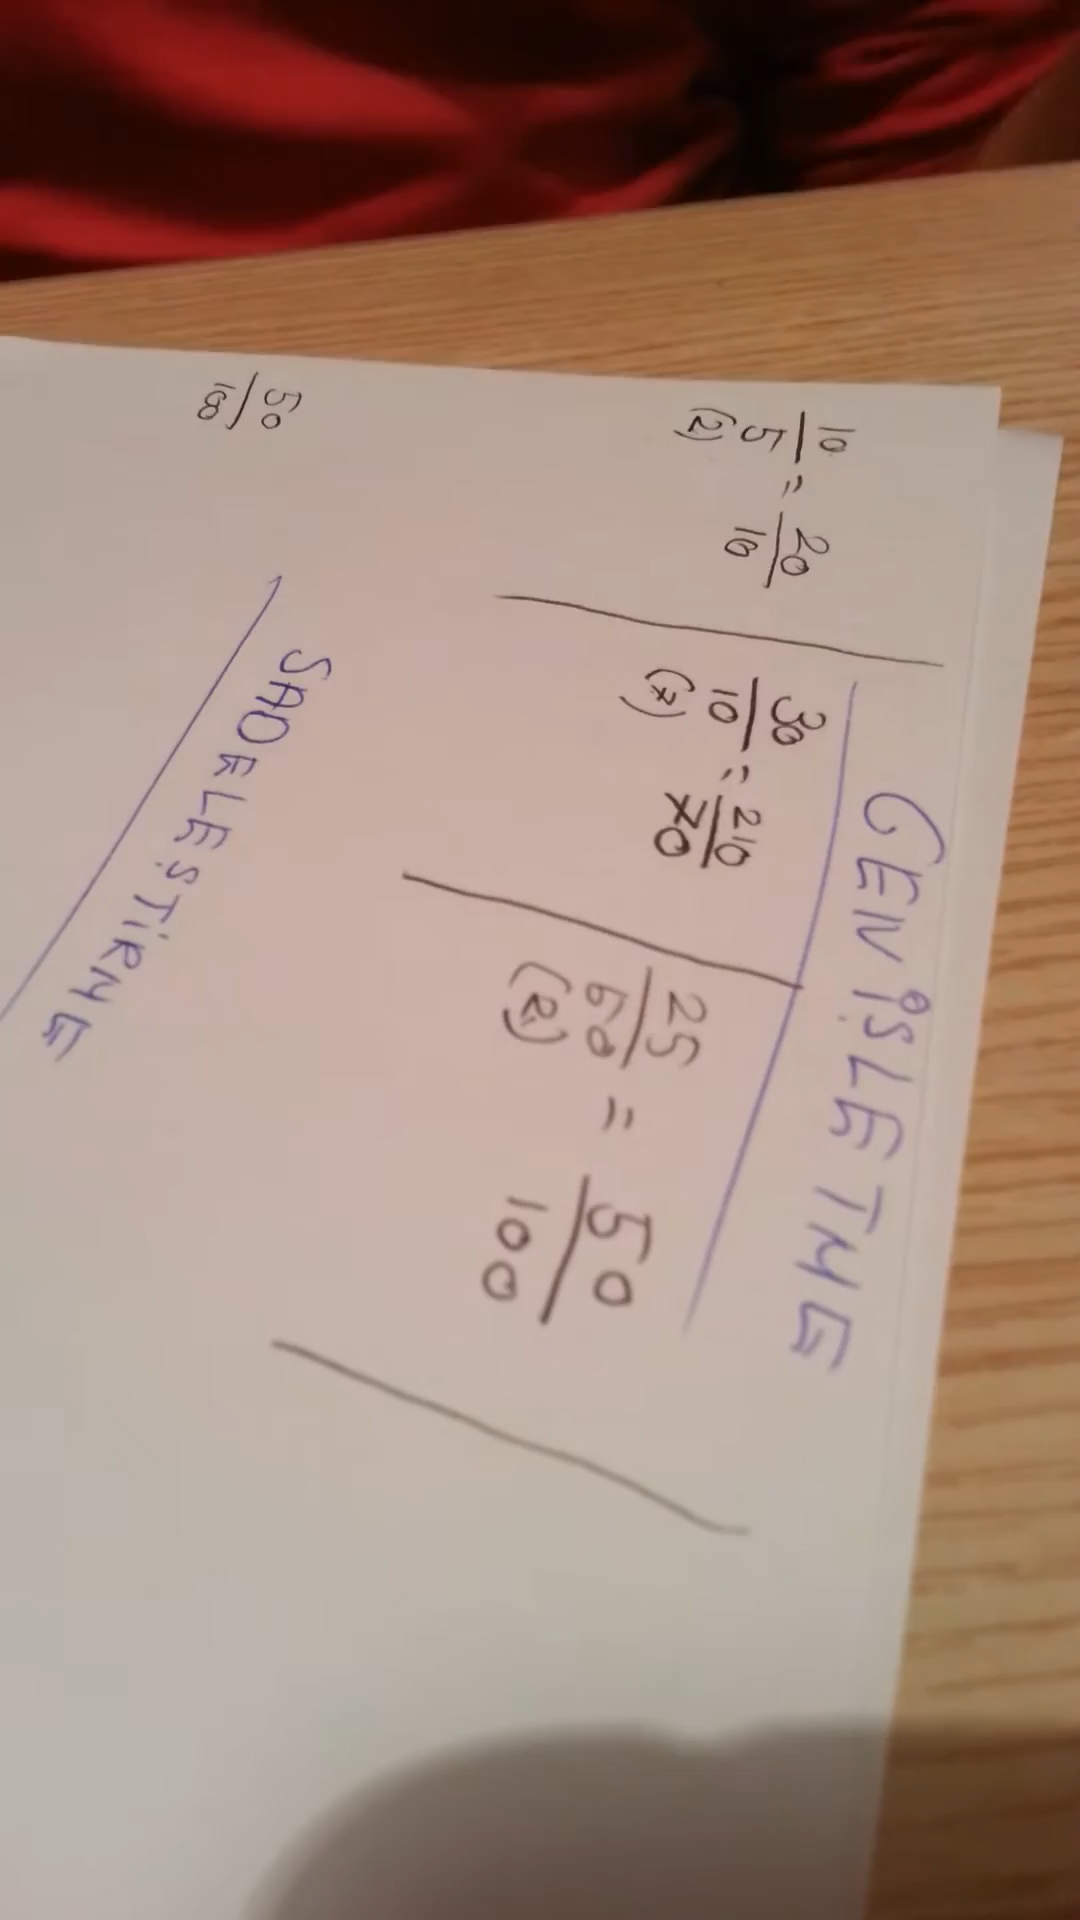 GENİŞLETME
10/5 = 20/10
(2)
30/10 = 210/70
(7)
25/60 = 50/100
(2)
SADELEŞTİRME
50/100